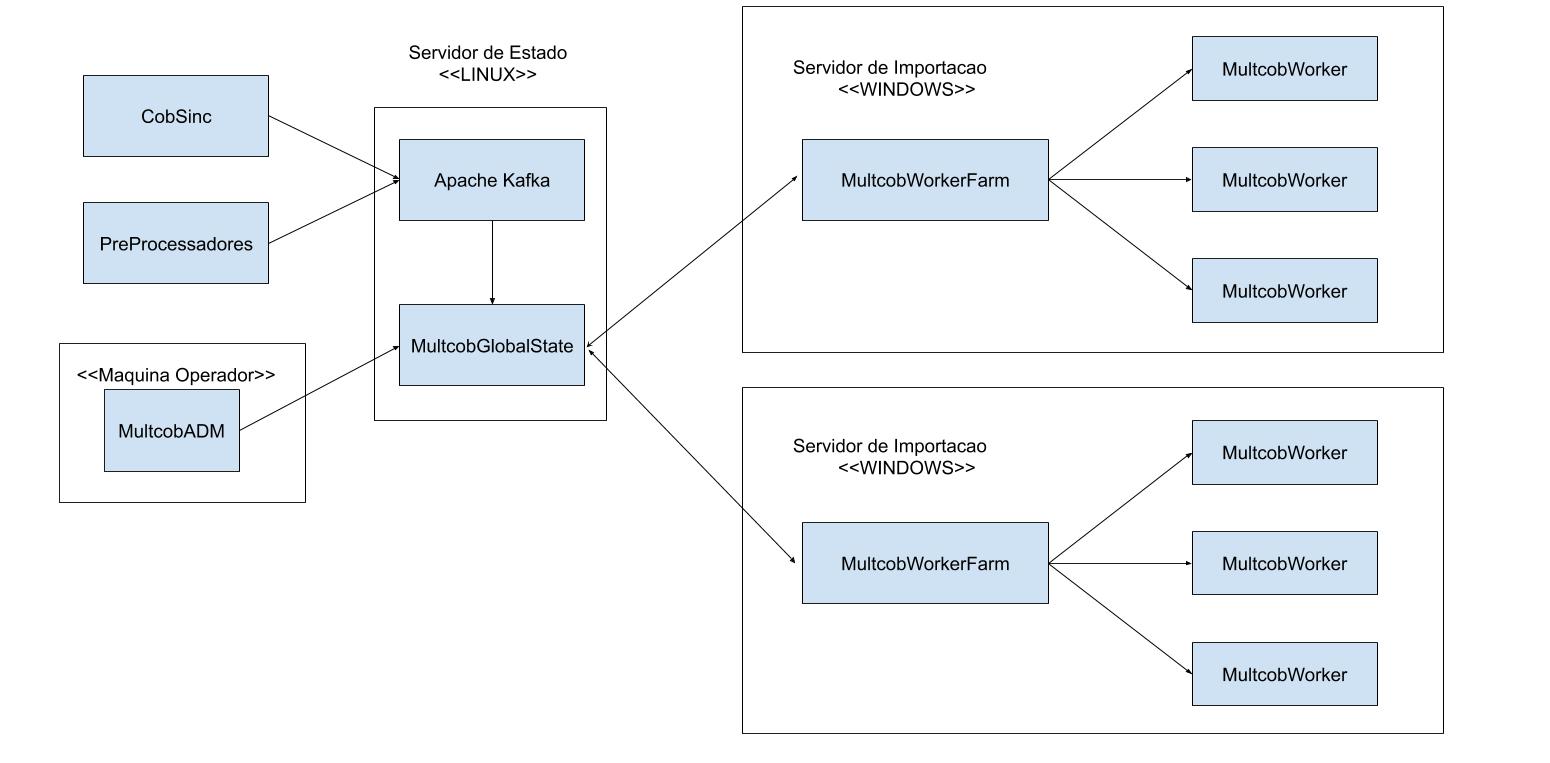 Servidor de Estado
<<LINUX>>
CobSinc
PreProcessadores
Apache Kafka
MultcobGlobalState
<<Maquina Operador>>
MultcobADM
Servidor de Importacao
<<WINDOWS>>
MultcobWorkerFarm
MultcobWorker
MultcobWorker
MultcobWorker
Servidor de Importacao
<<WINDOWS>>
MultcobWorkerFarm
MultcobWorker
MultcobWorker
MultcobWorker